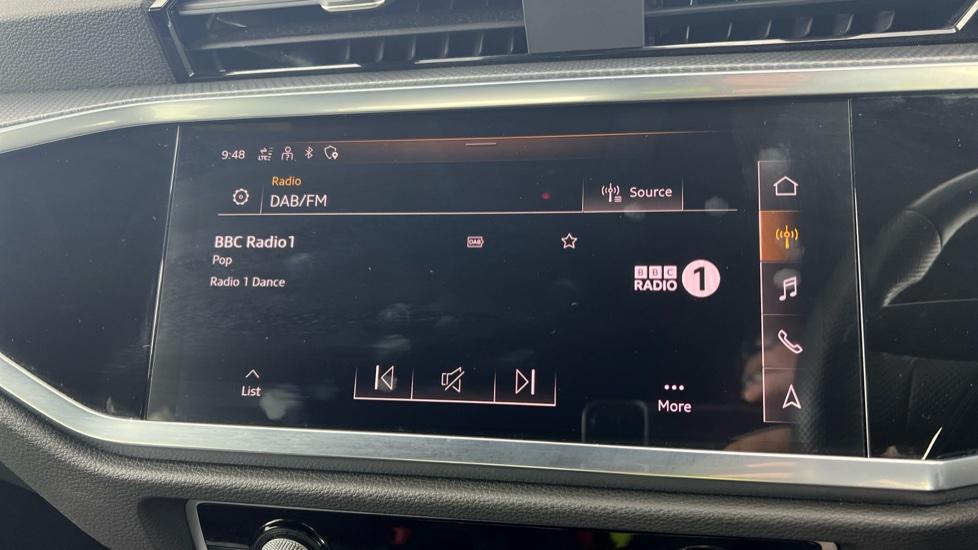 9:48 LTE
Radio
DAB/FM
Source
BBC Radio 1
DAB
Pop
Radio 1 Dance
BBC
RADIO 1
List
More